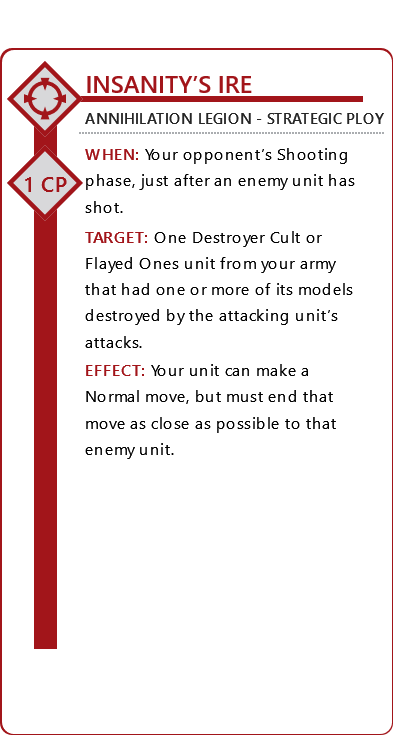 INSANITY’S IRE
ANNIHILATION LEGION - STRATEGIC PLOY
1 CP
WHEN: Your opponent’s Shooting
phase, just after an enemy unit has
shot.
TARGET: One Destroyer Cult or
Flayed Ones unit from your army
that had one or more of its models
destroyed by the attacking unit’s
attacks.
EFFECT: Your unit can make a
Normal move, but must end that
move as close as possible to that
enemy unit.